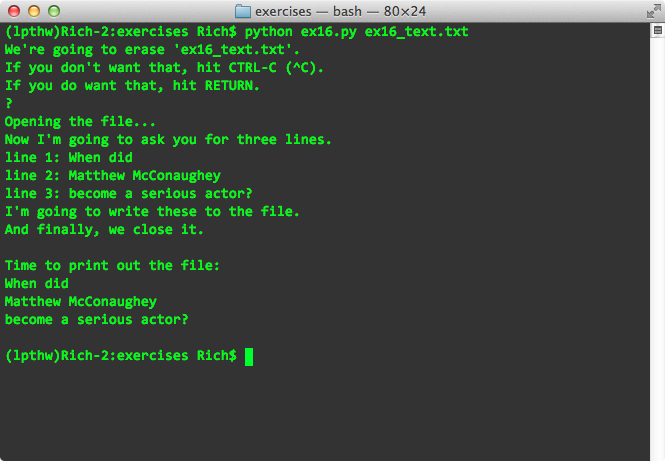 exercises — bash — 80×24
(lpthw)Rich-2:exercises Rich$ python ex16.py ex16_text.txt
We're going to erase 'ex16_text.txt'.
If you don't want that, hit CTRL-C (^C).
If you do want that, hit RETURN.
?
Opening the file...
Now I'm going to ask you for three lines.
line 1: When did
line 2: Matthew McConaughey
line 3: become a serious actor?
I'm going to write these to the file.
And finally, we close it.
Time to print out the file:
When did
Matthew McConaughey
become a serious actor?
(lpthw)Rich-2:exercises Rich$